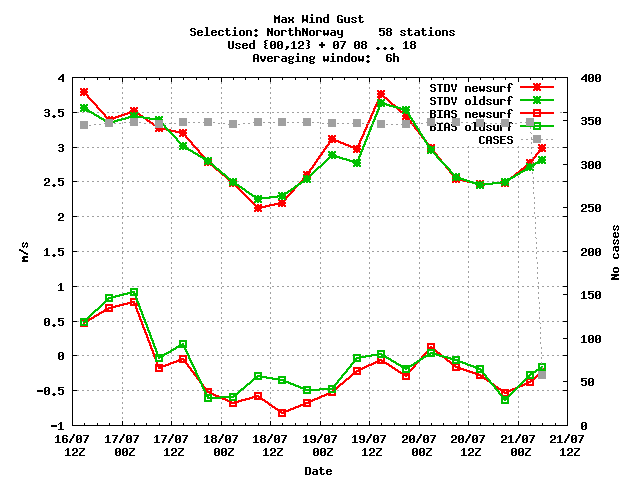 Max Wind Gust
Selection: NorthNorway     58 stations
Used {00,12} + 07 08 ... 18
Averaging window:  6h
STDV newsurf
STDV oldsurf
BIAS newsurf
BIAS oldsurf
CASES
4
3.5
3
2.5
2
1.5
1
0.5
0
-0.5
-1
m/s
400
350
300
250
200
150
100
50
0
No cases
16/07 17/07 17/07 18/07 18/07 19/07 19/07 20/07 20/07 21/07 21/07
12Z 00Z 12Z 00Z 12Z 00Z 12Z 00Z 12Z 00Z 12Z
Date